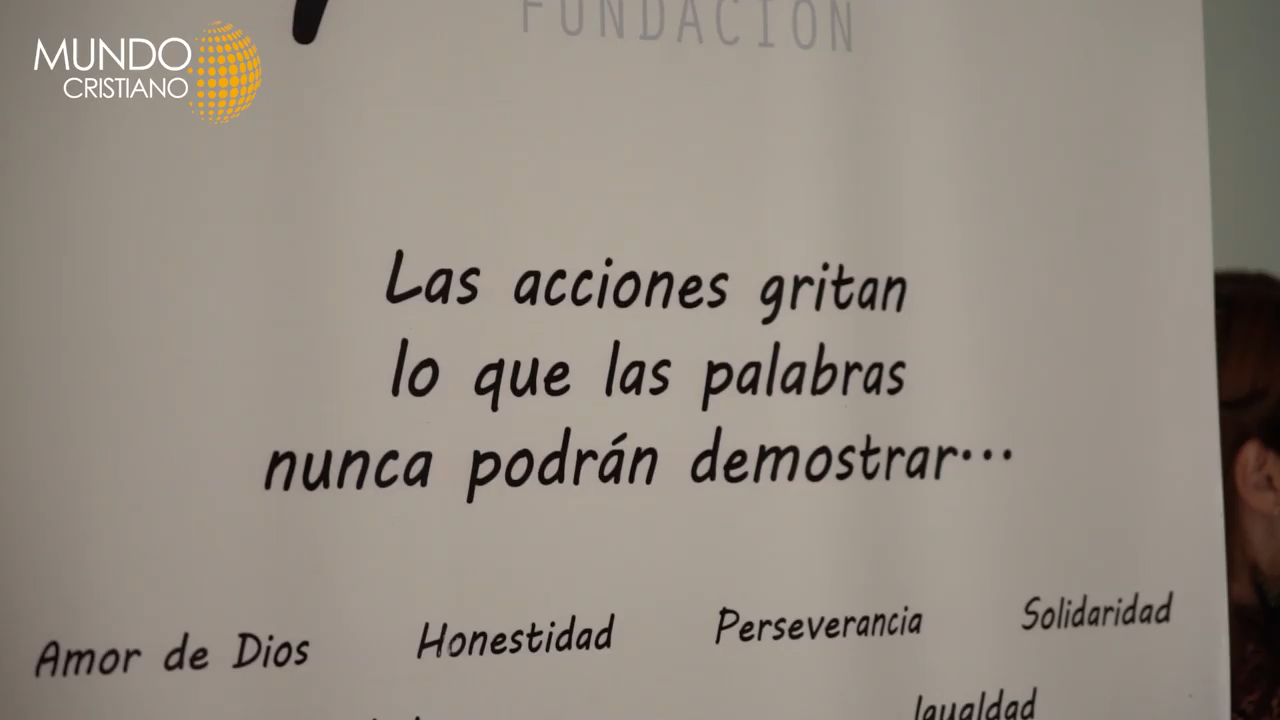 MUNDO
CRISTIANO
FUNDACIÓN
Las acciones gritan
lo que las palabras
nunca podrán demostrar...
Amor de Dios Honestidad Perseverancia Solidaridad
Igualdad